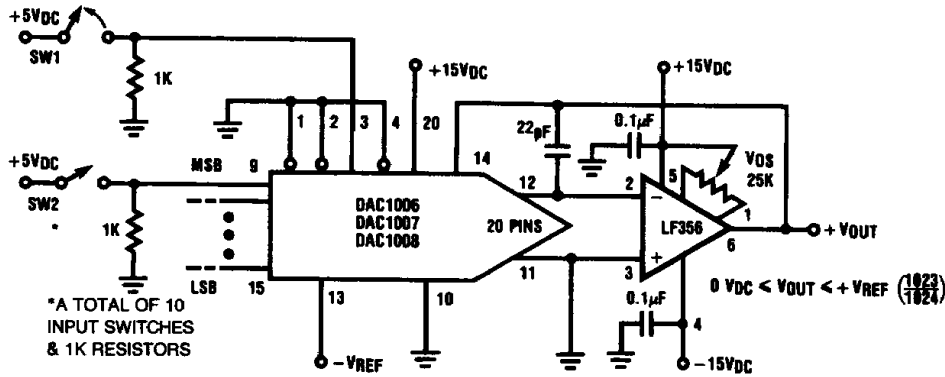 +5VDC
SW1
1K
+15VDC
1 2 3 4 20
+15VDC
0.1µF
22pF
14
VOS
25K
+5VDC
SW2
*
1K
MSB 9
DAC1006
DAC1007
DAC1008
20 PINS
12
11
2
−
5
1
LF356
6
+
3
+VOUT
LSB 15
13
10
0.1µF
4
0 VDC < VOUT < +VREF (1023/1024)
*A TOTAL OF 10
INPUT SWITCHES
& 1K RESISTORS
−VREF
−15VDC